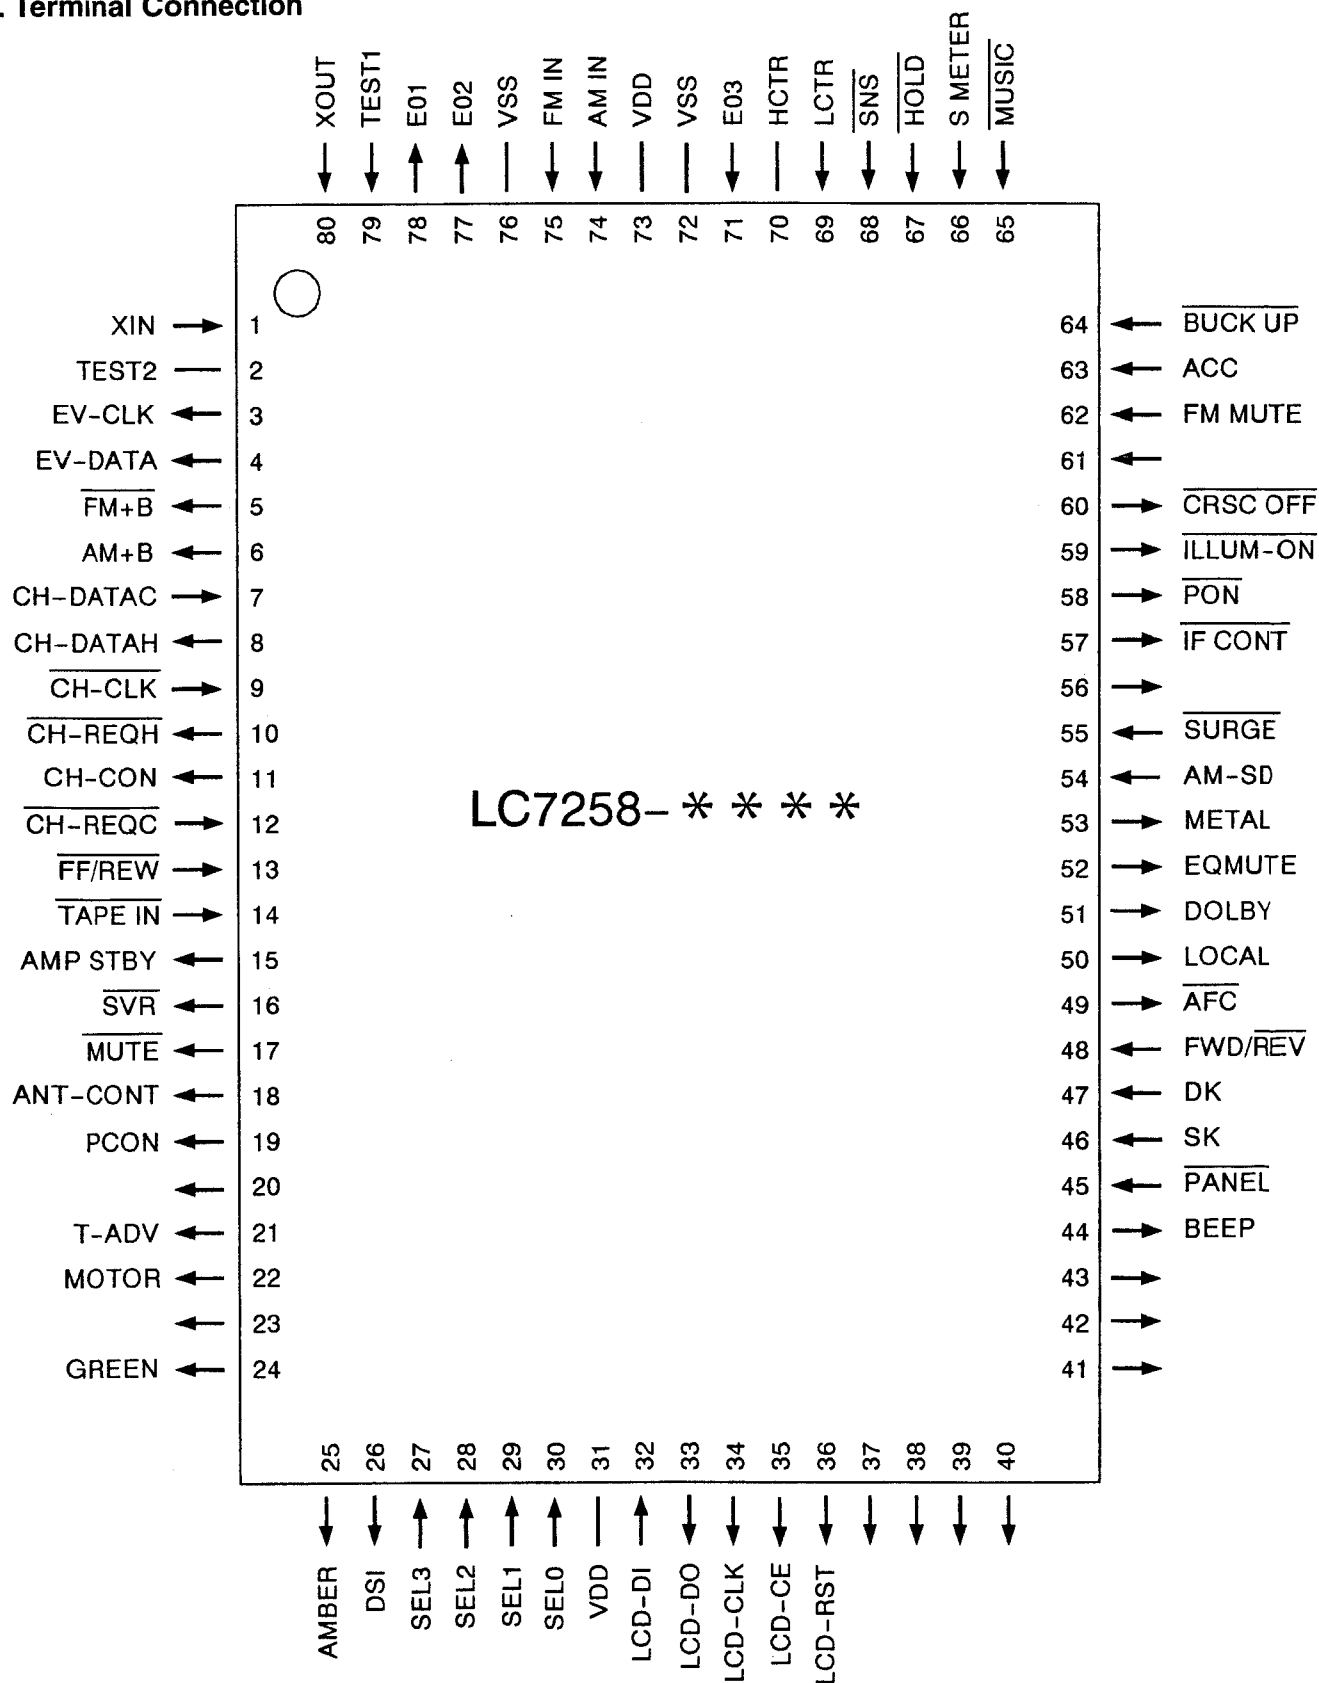 . Terminal Connection
XOUT TEST1 E01 E02 VSS FM IN AM IN VDD VSS E03 HCTR LCTR SNS HOLD S METER MUSIC
80 79 78 77 76 75 74 73 72 71 70 69 68 67 66 65
XIN 1 64 BUCK UP
TEST2 2 63 ACC
EV-CLK 3 62 FM MUTE
EV-DATA 4 61
FM+B 5 60 CRSC OFF
AM+B 6 59 ILLUM-ON
CH-DATAC 7 58 PON
CH-DATAH 8 57 IF CONT
CH-CLK 9 56
CH-REQH 10 55 SURGE
CH-CON 11 54 AM-SD
LC7258-****
CH-REQC 12 53 METAL
FF/REW 13 52 EQMUTE
TAPE IN 14 51 DOLBY
AMP STBY 15 50 LOCAL
SVR 16 49 AFC
MUTE 17 48 FWD/REV
ANT-CONT 18 47 DK
PCON 19 46 SK
20 45 PANEL
T-ADV 21 44 BEEP
MOTOR 22 43
23 42
GREEN 24 41
25 26 27 28 29 30 31 32 33 34 35 36 37 38 39 40
AMBER DSI SEL3 SEL2 SEL1 SEL0 VDD LCD-DI LCD-DO LCD-CLK LCD-CE LCD-RST